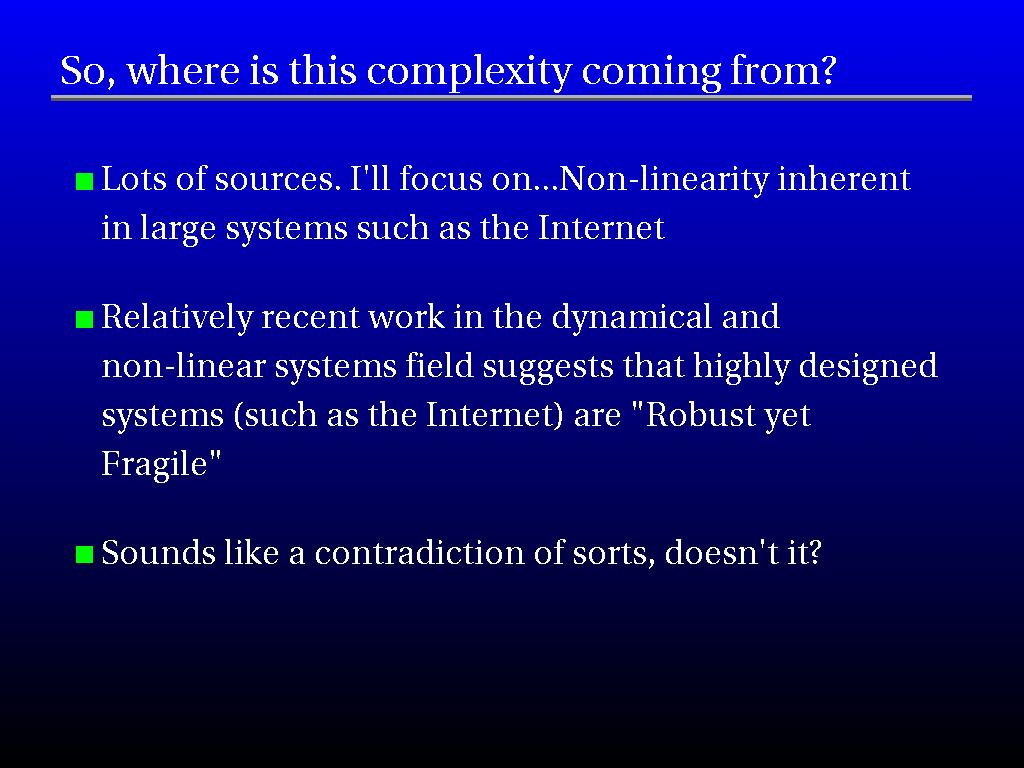 So, where is this complexity coming from?
Lots of sources. I'll focus on...Non-linearity inherent
in large systems such as the Internet
Relatively recent work in the dynamical and
non-linear systems field suggests that highly designed
systems (such as the Internet) are "Robust yet
Fragile"
Sounds like a contradiction of sorts, doesn't it?